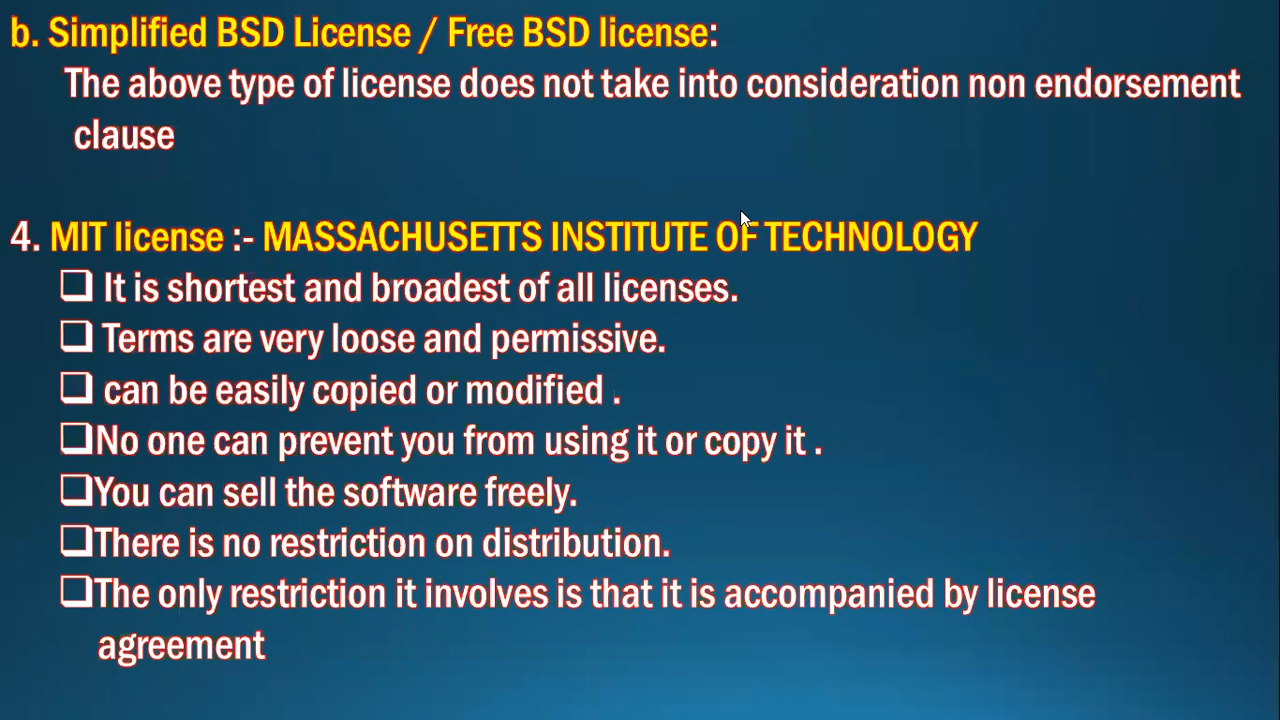 b. Simplified BSD License / Free BSD license:
The above type of license does not take into consideration non endorsement
clause
4. MIT license :- MASSACHUSETTS INSTITUTE OF TECHNOLOGY
❑ It is shortest and broadest of all licenses.
❑ Terms are very loose and permissive.
❑ can be easily copied or modified .
❑No one can prevent you from using it or copy it .
❑You can sell the software freely.
❑There is no restriction on distribution.
❑The only restriction it involves is that it is accompanied by license
agreement